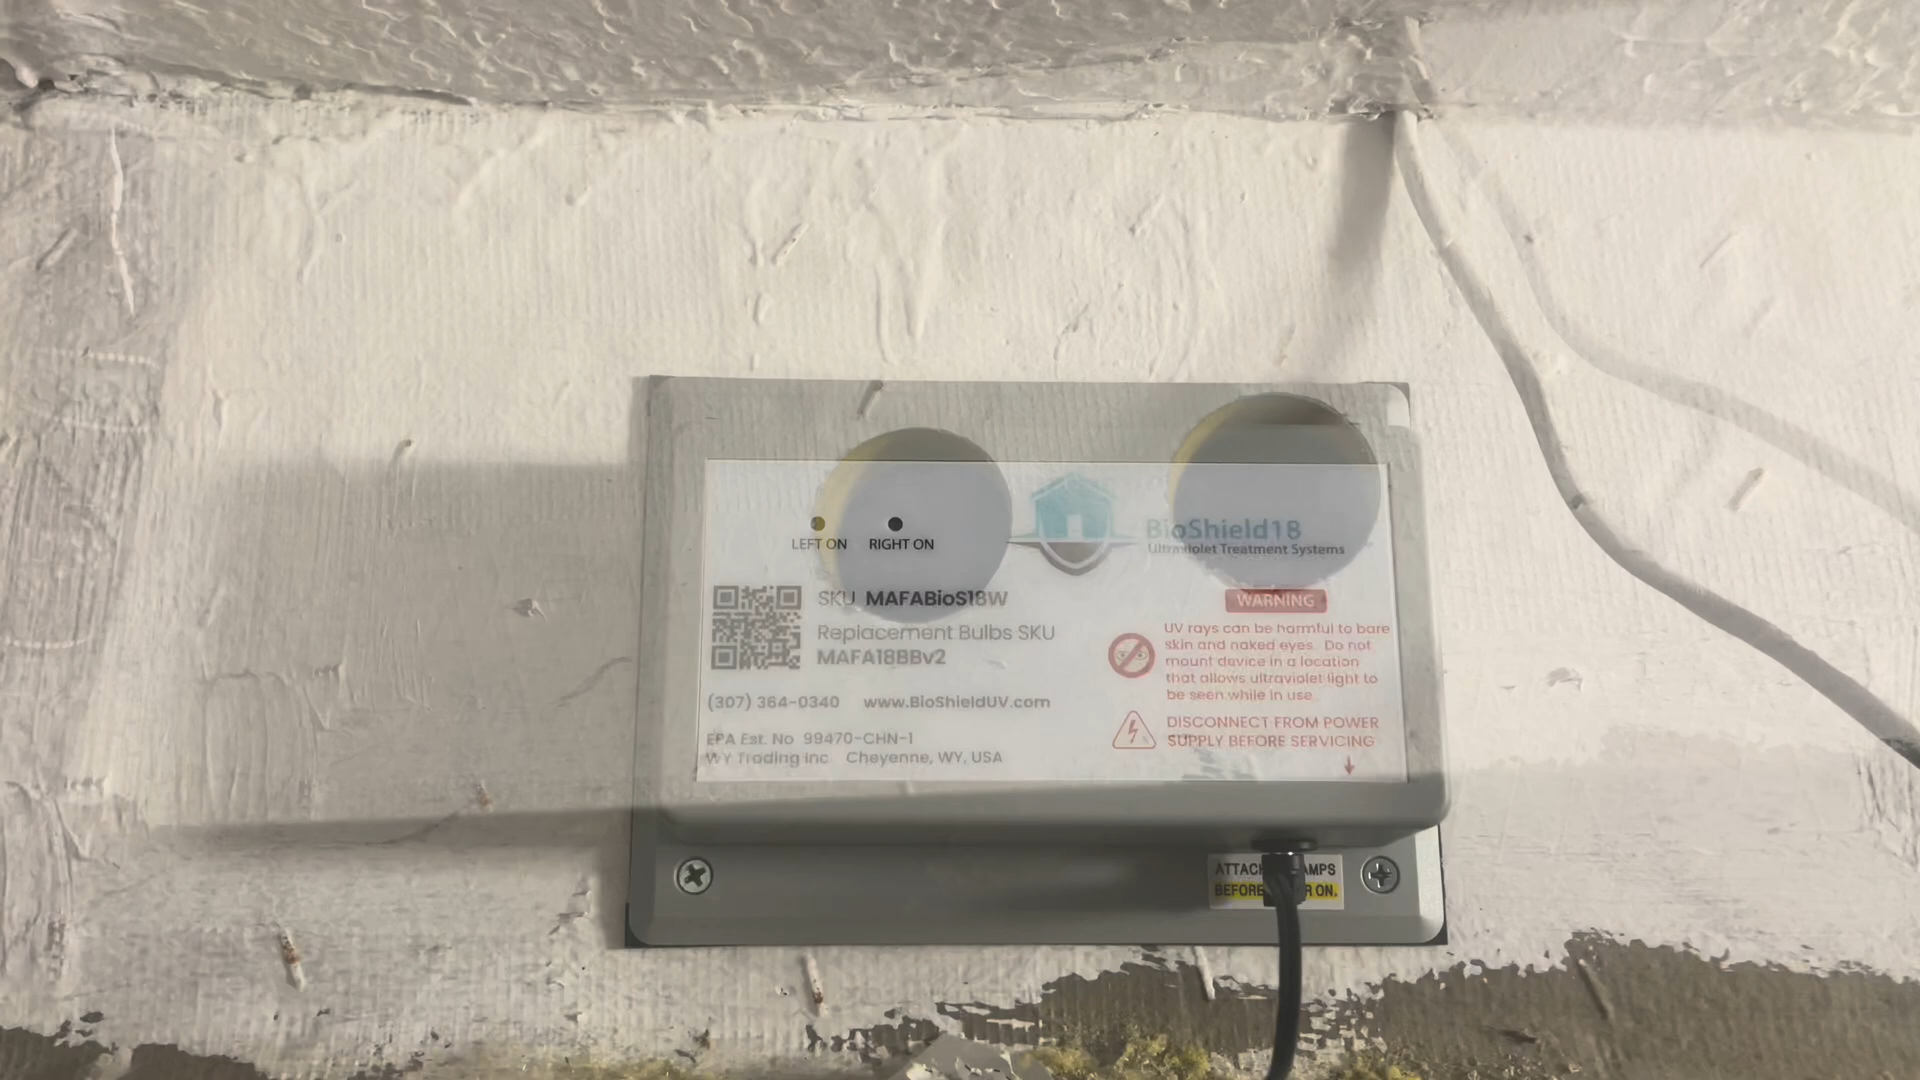 LEFT ON RIGHT ON
BioShield18
Ultraviolet Treatment Systems
SKU MAFABioS18W
Replacement Bulbs SKU
MAFA18BBv2
(307) 364-0340 www.BioShieldUV.com
EPA Est. No 99470-CHN-1
WY Trading Inc Cheyenne, WY, USA
WARNING
UV rays can be harmful to bare
skin and naked eyes. Do not
mount device in a location
that allows ultraviolet light to
be seen while in use
DISCONNECT FROM POWER
SUPPLY BEFORE SERVICING
BEFORE ON.